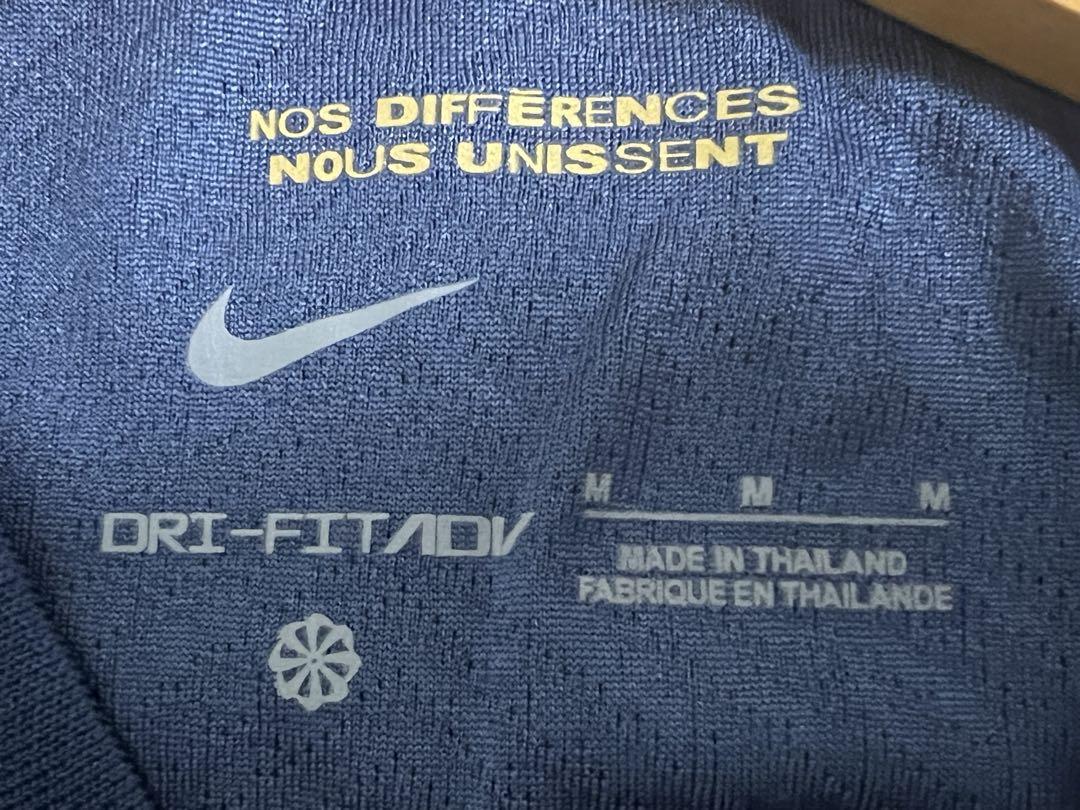 NOS DIFFÉRENCES
NOUS UNISSENT
DRI-FIT ADV
M M M
MADE IN THAILAND
FABRIQUE EN THAILANDE